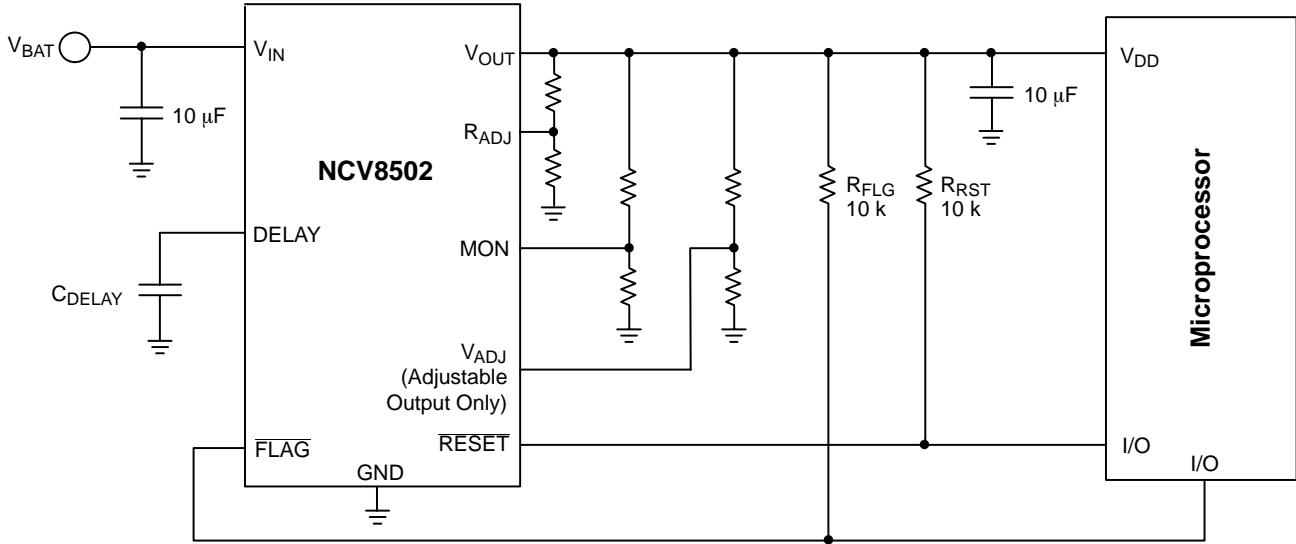 V_BAT
V_IN
10 μF
DELAY
C_DELAY
FLAG
NCV8502
GND
V_OUT
R_ADJ
MON
V_ADJ
(Adjustable
Output Only)
RESET
R_FLG
10 k
R_RST
10 k
10 μF
V_DD
Microprocessor
I/O
I/O